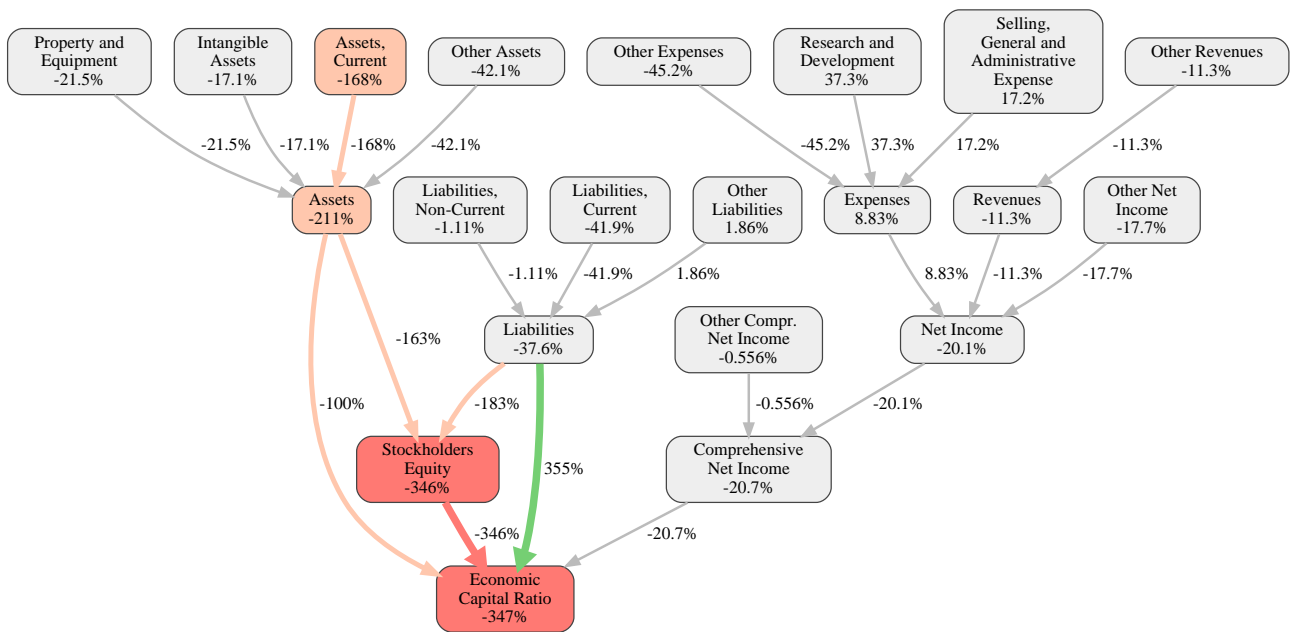 Property and
Equipment
-21.5%
Intangible
Assets
-17.1%
Assets,
Current
-168%
Other Assets
-42.1%
Other Expenses
-45.2%
Research and
Development
37.3%
Selling,
General and
Administrative
Expense
17.2%
Other Revenues
-11.3%
-21.5%
-17.1%
-168%
-42.1%
-45.2%
37.3%
17.2%
-11.3%
Assets
-211%
Liabilities,
Non-Current
-1.11%
Liabilities,
Current
-41.9%
Other
Liabilities
1.86%
Expenses
8.83%
Revenues
-11.3%
Other Net
Income
-17.7%
-1.11%
-41.9%
1.86%
8.83%
-11.3%
-17.7%
-163%
Liabilities
-37.6%
Other Compr.
Net Income
-0.556%
Net Income
-20.1%
-100%
-183%
-0.556%
-20.1%
Stockholders
Equity
-346%
355%
Comprehensive
Net Income
-20.7%
-346%
-20.7%
Economic
Capital Ratio
-347%